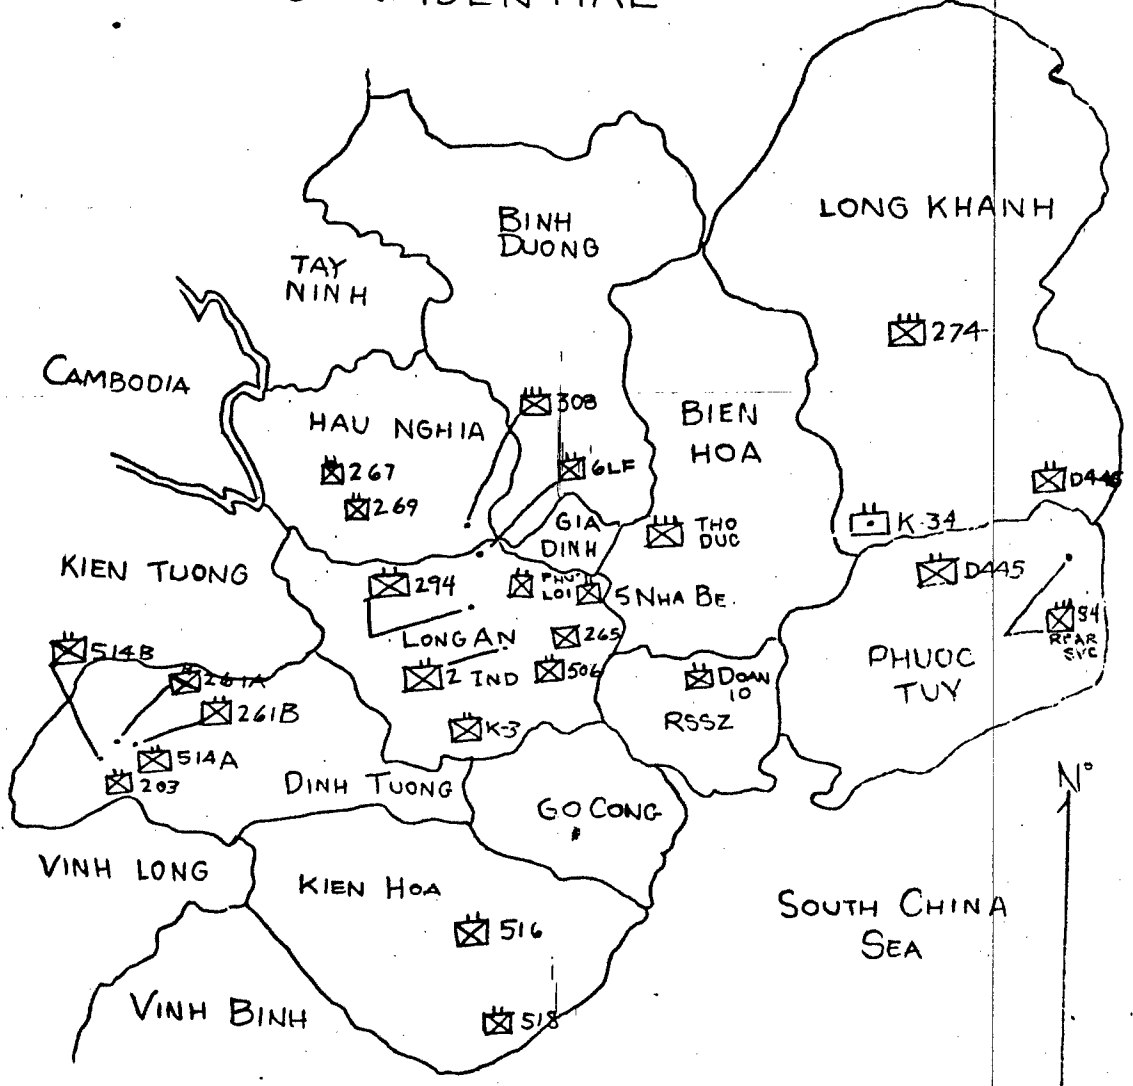 LONG KHANH
BINH
DUONG
TAY
NINH
274
CAMBODIA
308
HAU NGHIA
BIEN
HOA
267
6LF
D446
269
GIA
DINH
THO
DUC
K-34
KIEN TUONG
294
PHU
LOI
5 NHA BE
D445
84
REAR
SVC
LONG AN
265
514B
261A
2 IND
506
DOAN
10
PHUOC
TUY
261B
K-3
RSSZ
514A
203
DINH TUONG
GO CONG
N°
VINH LONG
KIEN HOA
516
SOUTH CHINA
SEA
VINH BINH
518